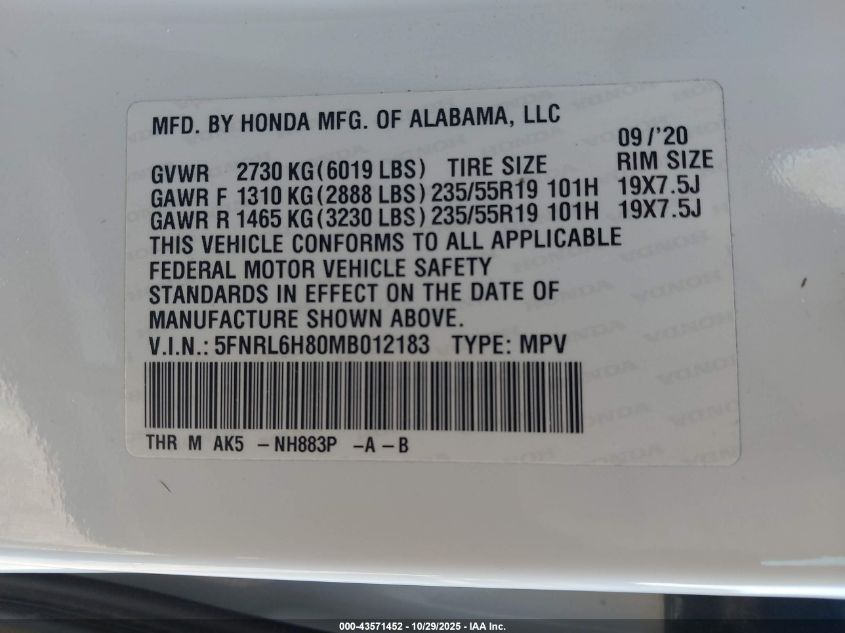 MFD. BY HONDA MFG. OF ALABAMA, LLC
09/'20
GVWR 2730 KG(6019 LBS) TIRE SIZE RIM SIZE
GAWR F 1310 KG(2888 LBS) 235/55R19 101H 19X7.5J
GAWR R 1465 KG(3230 LBS) 235/55R19 101H 19X7.5J
THIS VEHICLE CONFORMS TO ALL APPLICABLE
FEDERAL MOTOR VEHICLE SAFETY
STANDARDS IN EFFECT ON THE DATE OF
MANUFACTURE SHOWN ABOVE.
V.I.N.: 5FNRL6H80MB012183 TYPE: MPV
THR M AK5 – NH883P –A – B
000-43571452 - 10/29/2025 - IAA Inc.